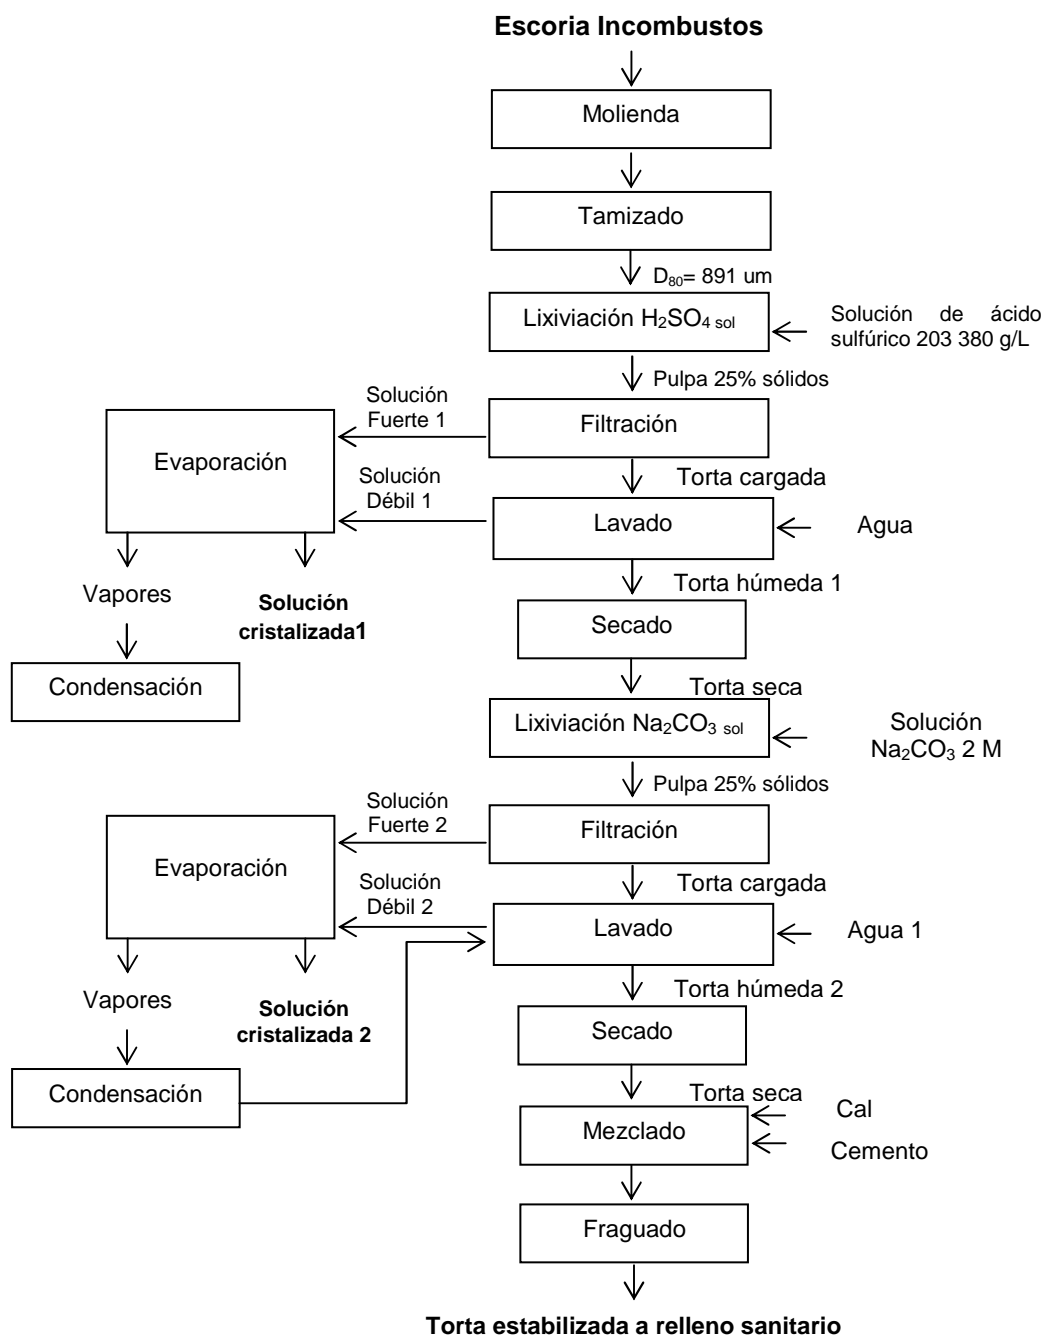 Escoria Incombustos
Molienda
Tamizado
D80= 891 um
Lixiviación H2SO4 sol
Solución de ácido
sulfúrico 203 380 g/L
Pulpa 25% sólidos
Solución
Fuerte 1
Filtración
Evaporación
Torta cargada
Solución
Débil 1
Lavado
Agua
Torta húmeda 1
Vapores
Solución
cristalizada1
Secado
Condensación
Torta seca
Lixiviación Na2CO3 sol
Solución
Na2CO3 2 M
Pulpa 25% sólidos
Solución
Fuerte 2
Filtración
Evaporación
Torta cargada
Solución
Débil 2
Lavado
Agua 1
Torta húmeda 2
Vapores
Solución
cristalizada 2
Secado
Condensación
Torta seca
Cal
Mezclado
Cemento
Fraguado
Torta estabilizada a relleno sanitario